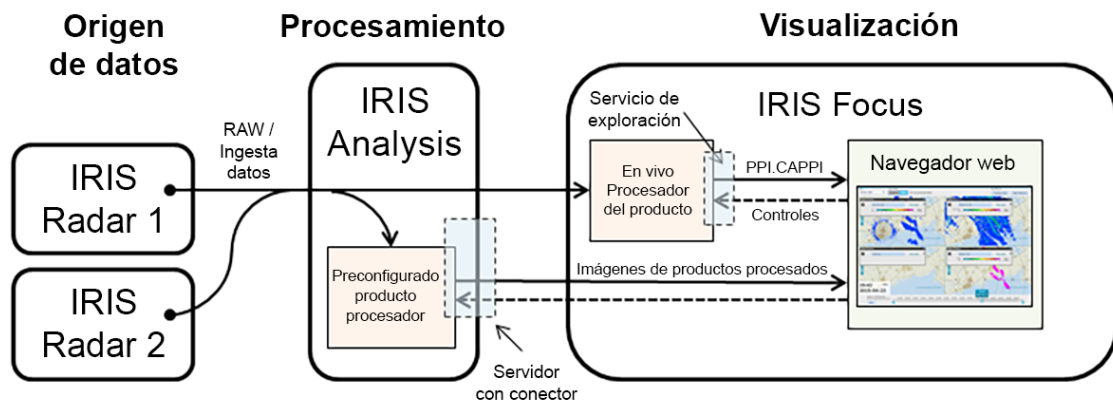 Origen
de datos
Procesamiento
Visualización
IRIS
Radar 1
IRIS
Radar 2
RAW /
Ingesta
datos
IRIS
Analysis
Preconfigurado
producto
procesador
Servidor
con conector
IRIS Focus
Servicio de
exploración
En vivo
Procesador
del producto
PPI.CAPPI
Controles
Imágenes de productos procesados
Navegador web